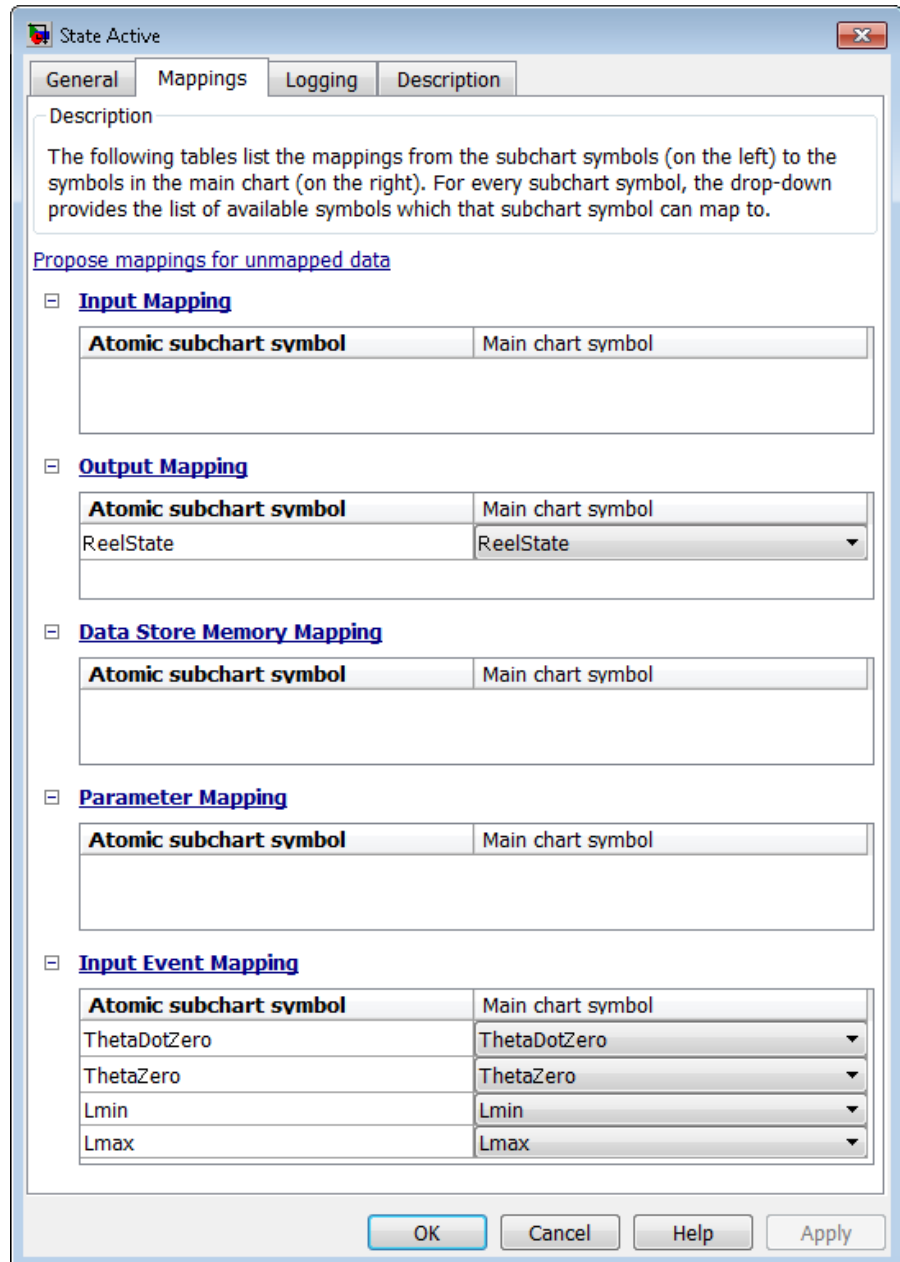 State Active
General Mappings Logging Description
Description
The following tables list the mappings from the subchart symbols (on the left) to the
symbols in the main chart (on the right). For every subchart symbol, the drop-down
provides the list of available symbols which that subchart symbol can map to.
Propose mappings for unmapped data
Input Mapping
Atomic subchart symbol Main chart symbol
Output Mapping
Atomic subchart symbol Main chart symbol
ReelState ReelState
Data Store Memory Mapping
Atomic subchart symbol Main chart symbol
Parameter Mapping
Atomic subchart symbol Main chart symbol
Input Event Mapping
Atomic subchart symbol Main chart symbol
ThetaDotZero ThetaDotZero
ThetaZero ThetaZero
Lmin Lmin
Lmax Lmax
OK Cancel Help Apply